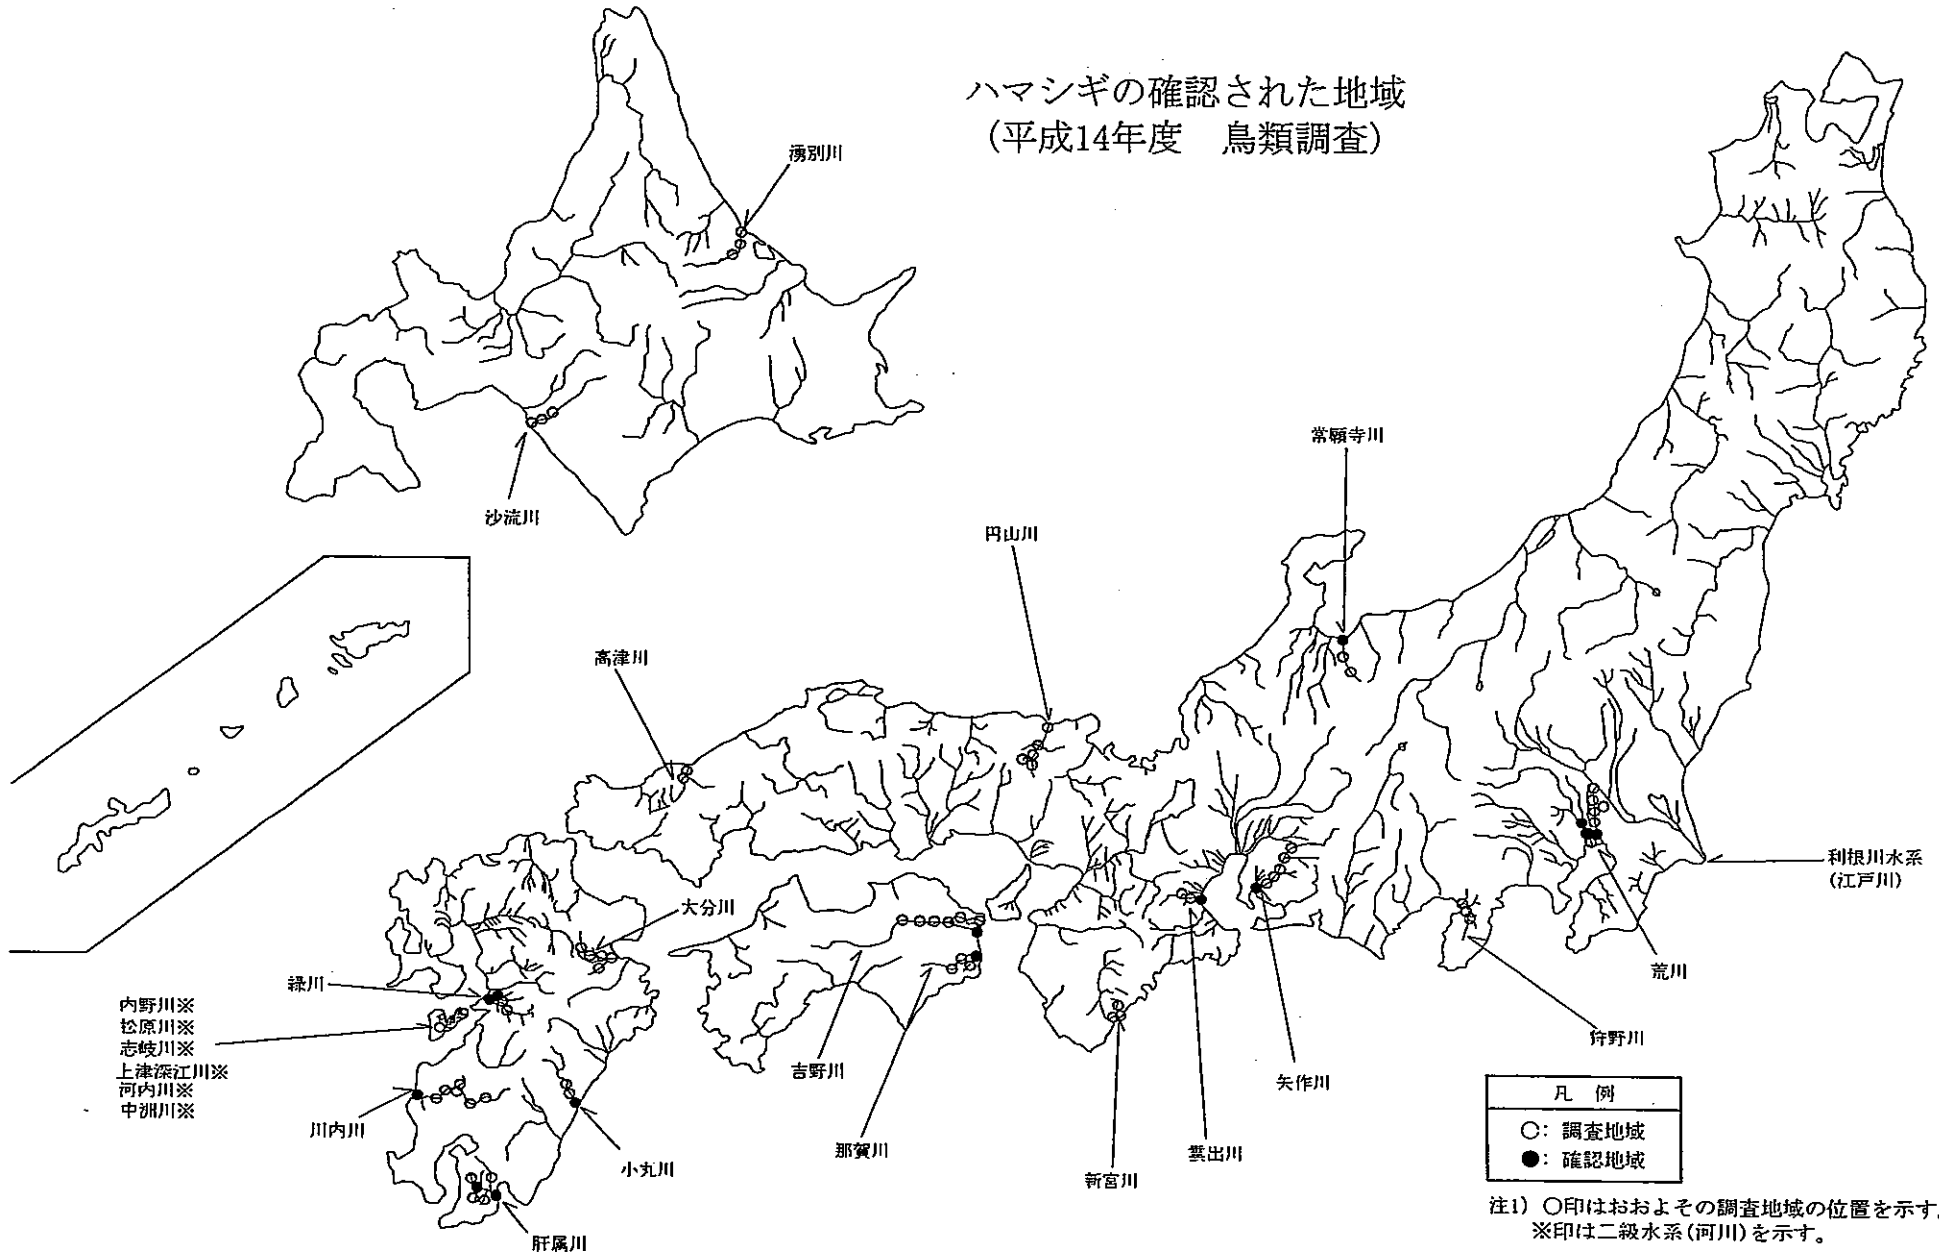 ハマシギの確認された地域
(平成14年度　鳥類調査)
湧別川
沙流川
常願寺川
円山川
高津川
利根川水系
(江戸川)
荒川
狩野川
大分川
緑川
内野川※
松原川※
志岐川※
上津深江川※
河内川※
中洲川※
吉野川
矢作川
川内川
那賀川
雲出川
新宮川
小丸川
肝属川
凡 例
○: 調査地域
●: 確認地域
注1) ○印はおおよその調査地域の位置を示す。
※印は二級水系(河川)を示す。